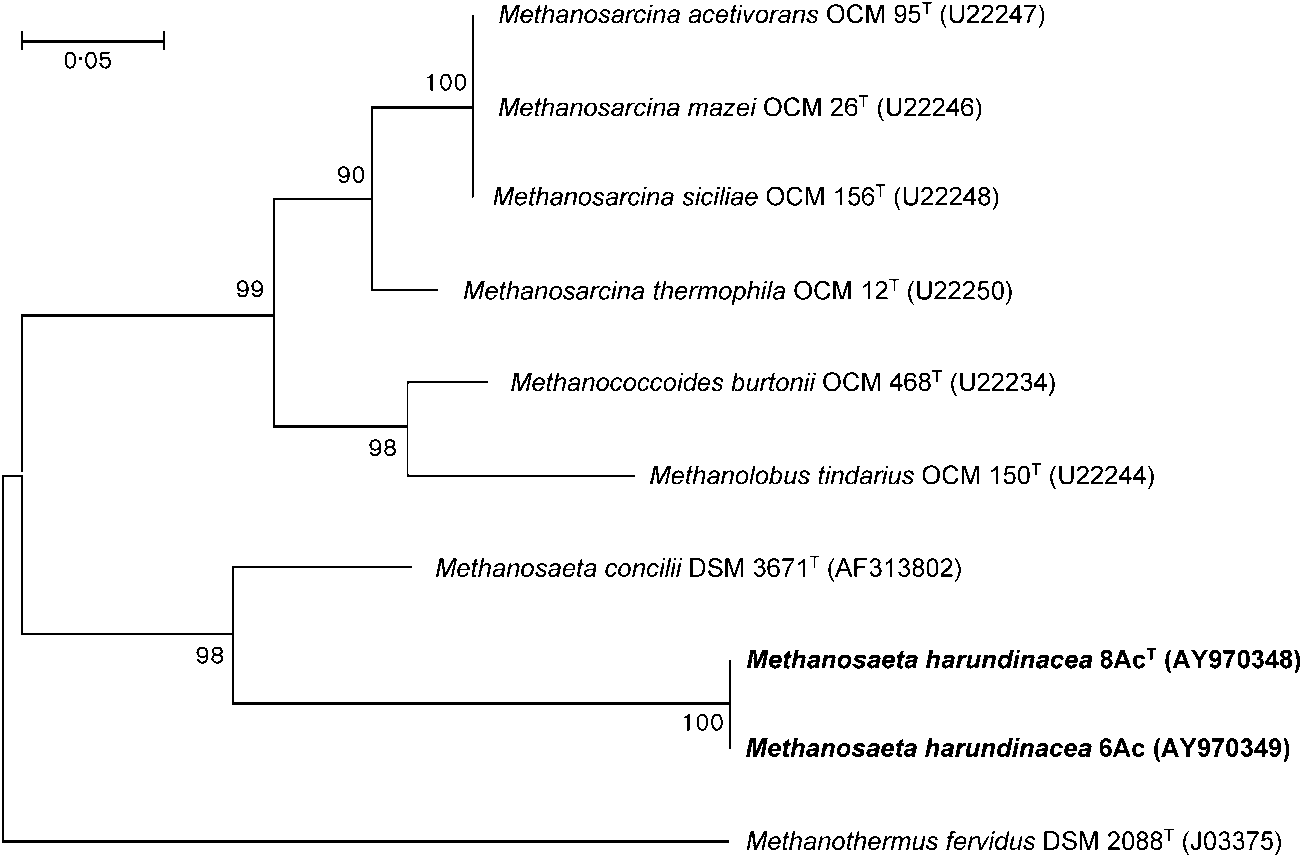 Methanosarcina acetivorans OCM 95ᵀ (U22247)
0·05
100
Methanosarcina mazei OCM 26ᵀ (U22246)
90
Methanosarcina siciliae OCM 156ᵀ (U22248)
99
Methanosarcina thermophila OCM 12ᵀ (U22250)
Methanococcoides burtonii OCM 468ᵀ (U22234)
98
Methanolobus tindarius OCM 150ᵀ (U22244)
Methanosaeta concilii DSM 3671ᵀ (AF313802)
98
Methanosaeta harundinacea 8Acᵀ (AY970348)
100
Methanosaeta harundinacea 6Ac (AY970349)
Methanothermus fervidus DSM 2088ᵀ (J03375)